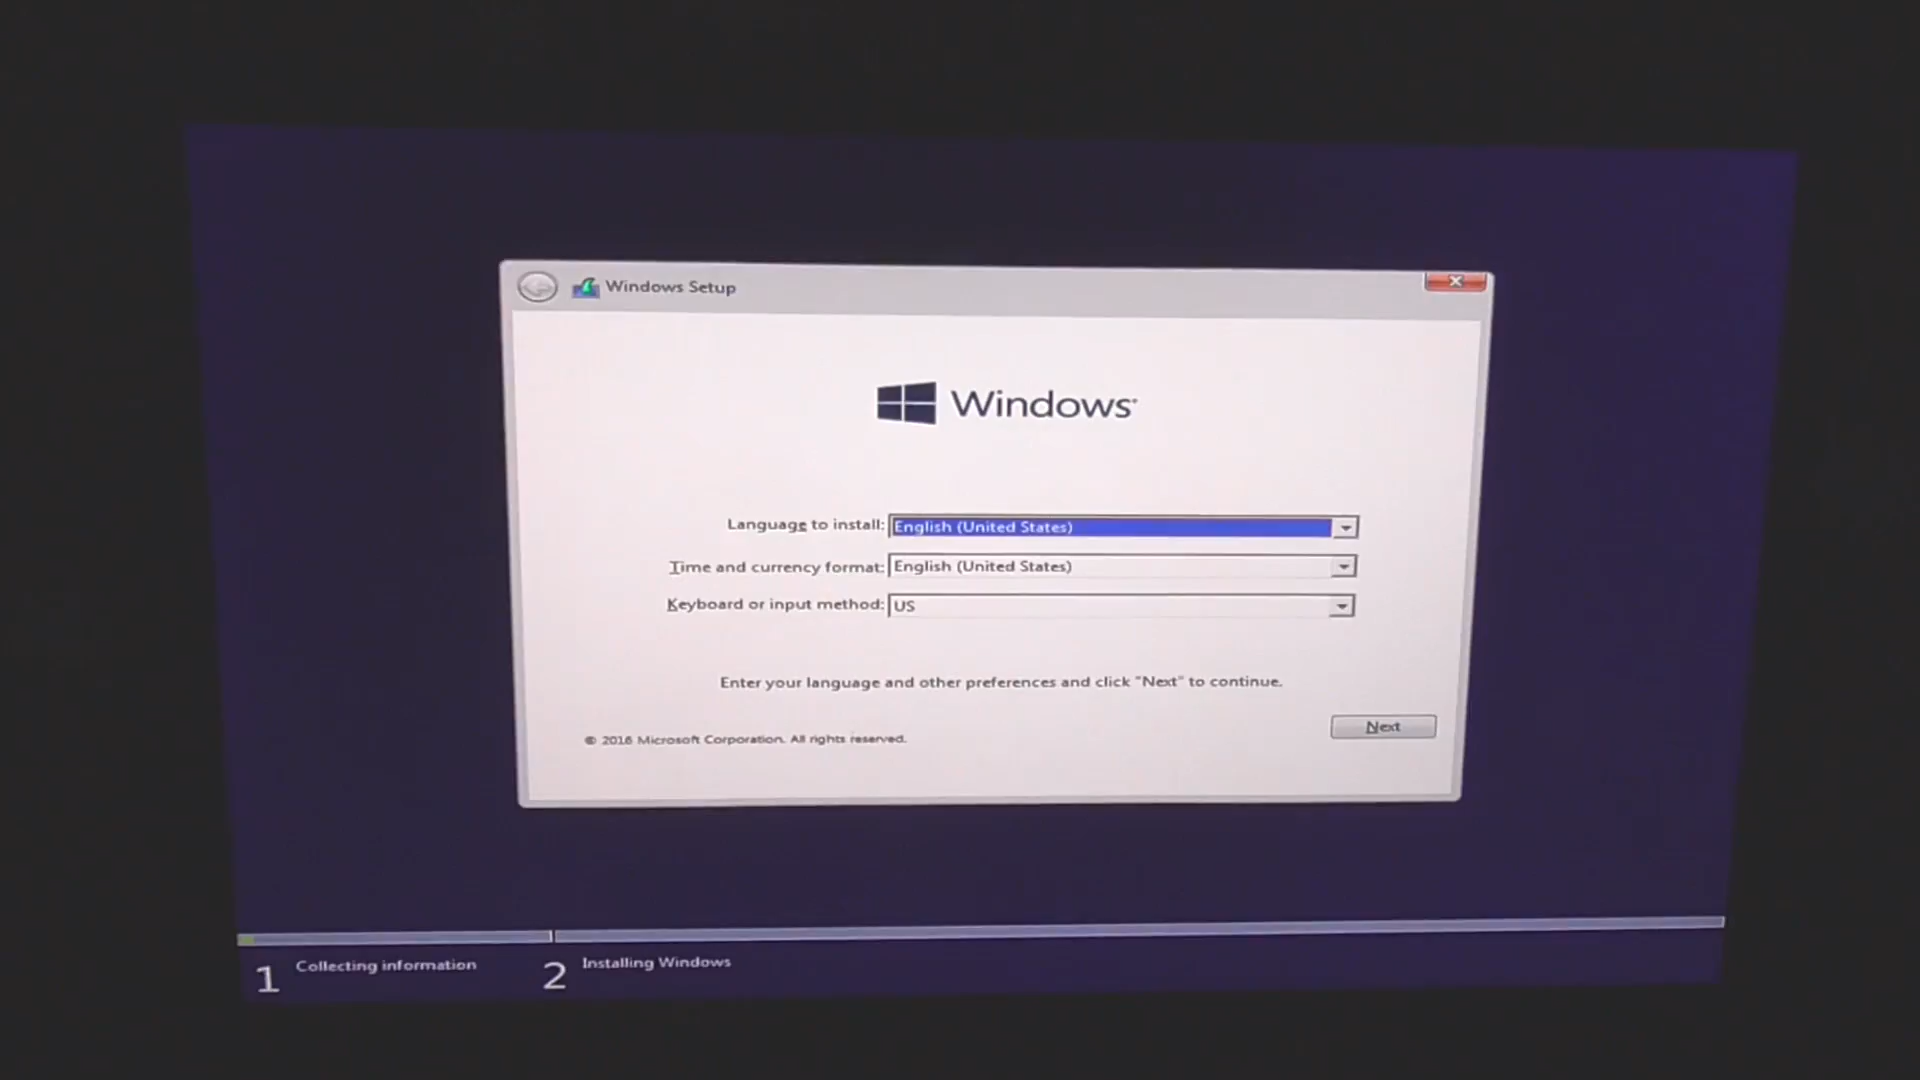 Windows Setup
Windows
Language to install: English (United States)
Time and currency format: English (United States)
Keyboard or input method: US
Enter your language and other preferences and click "Next" to continue.
Next
© 2016 Microsoft Corporation. All rights reserved.
1 Collecting information
2 Installing Windows